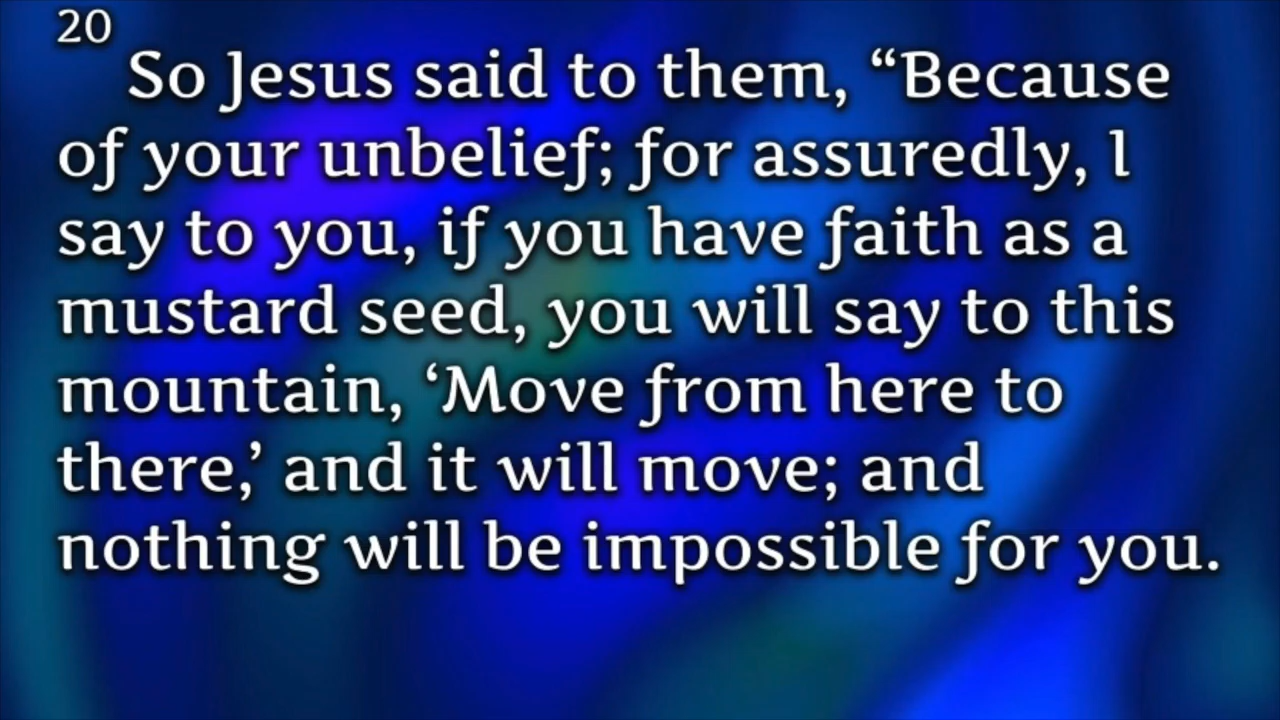 20
So Jesus said to them, “Because
of your unbelief; for assuredly, I
say to you, if you have faith as a
mustard seed, you will say to this
mountain, ‘Move from here to
there,’ and it will move; and
nothing will be impossible for you.